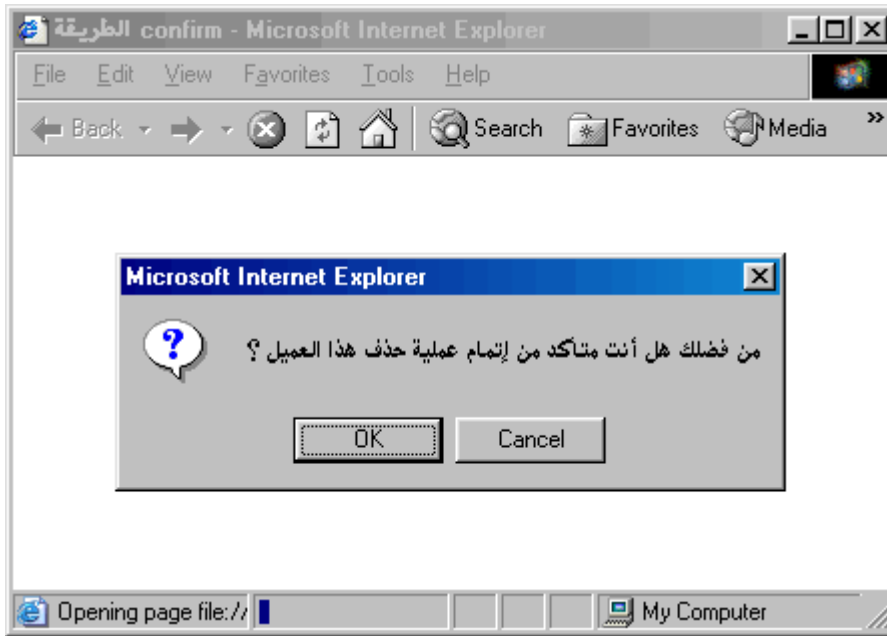 الطريقة confirm - Microsoft Internet Explorer
File Edit View Favorites Tools Help
Back Search Favorites Media »
Microsoft Internet Explorer
من فضلك هل أنت متأكد من إتمام عملية حذف هذا العميل ؟
OK Cancel
Opening page file:// My Computer